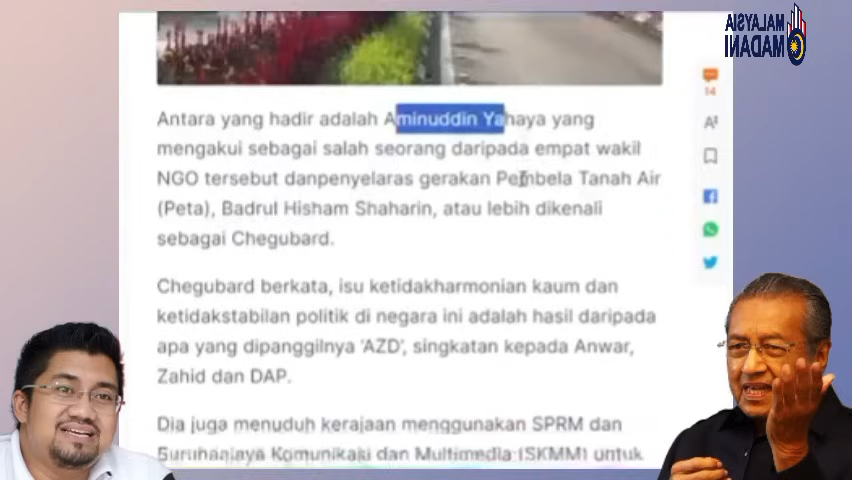 MALAYSIA
MADANI
14
Antara yang hadir adalah Aminuddin Yahaya yang
mengakui sebagai salah seorang daripada empat wakil
NGO tersebut danpenyelaras gerakan Pembela Tanah Air
(Peta), Badrul Hisham Shaharin, atau lebih dikenali
sebagai Chegubard.
Chegubard berkata, isu ketidakharmonian kaum dan
ketidakstabilan politik di negara ini adalah hasil daripada
apa yang dipanggilnya 'AZD', singkatan kepada Anwar,
Zahid dan DAP.
Dia juga menuduh kerajaan menggunakan SPRM dan
Suruhanjaya Komunikasi dan Multimedia (SKMM) untuk